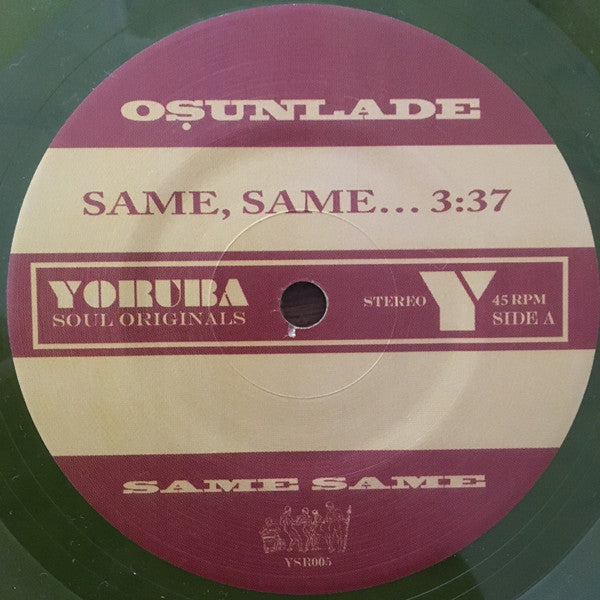 OṢUNLADE
SAME, SAME... 3:37
YORUBA
SOUL ORIGINALS
STEREO
Y
45 RPM
SIDE A
SAME SAME
YSR005